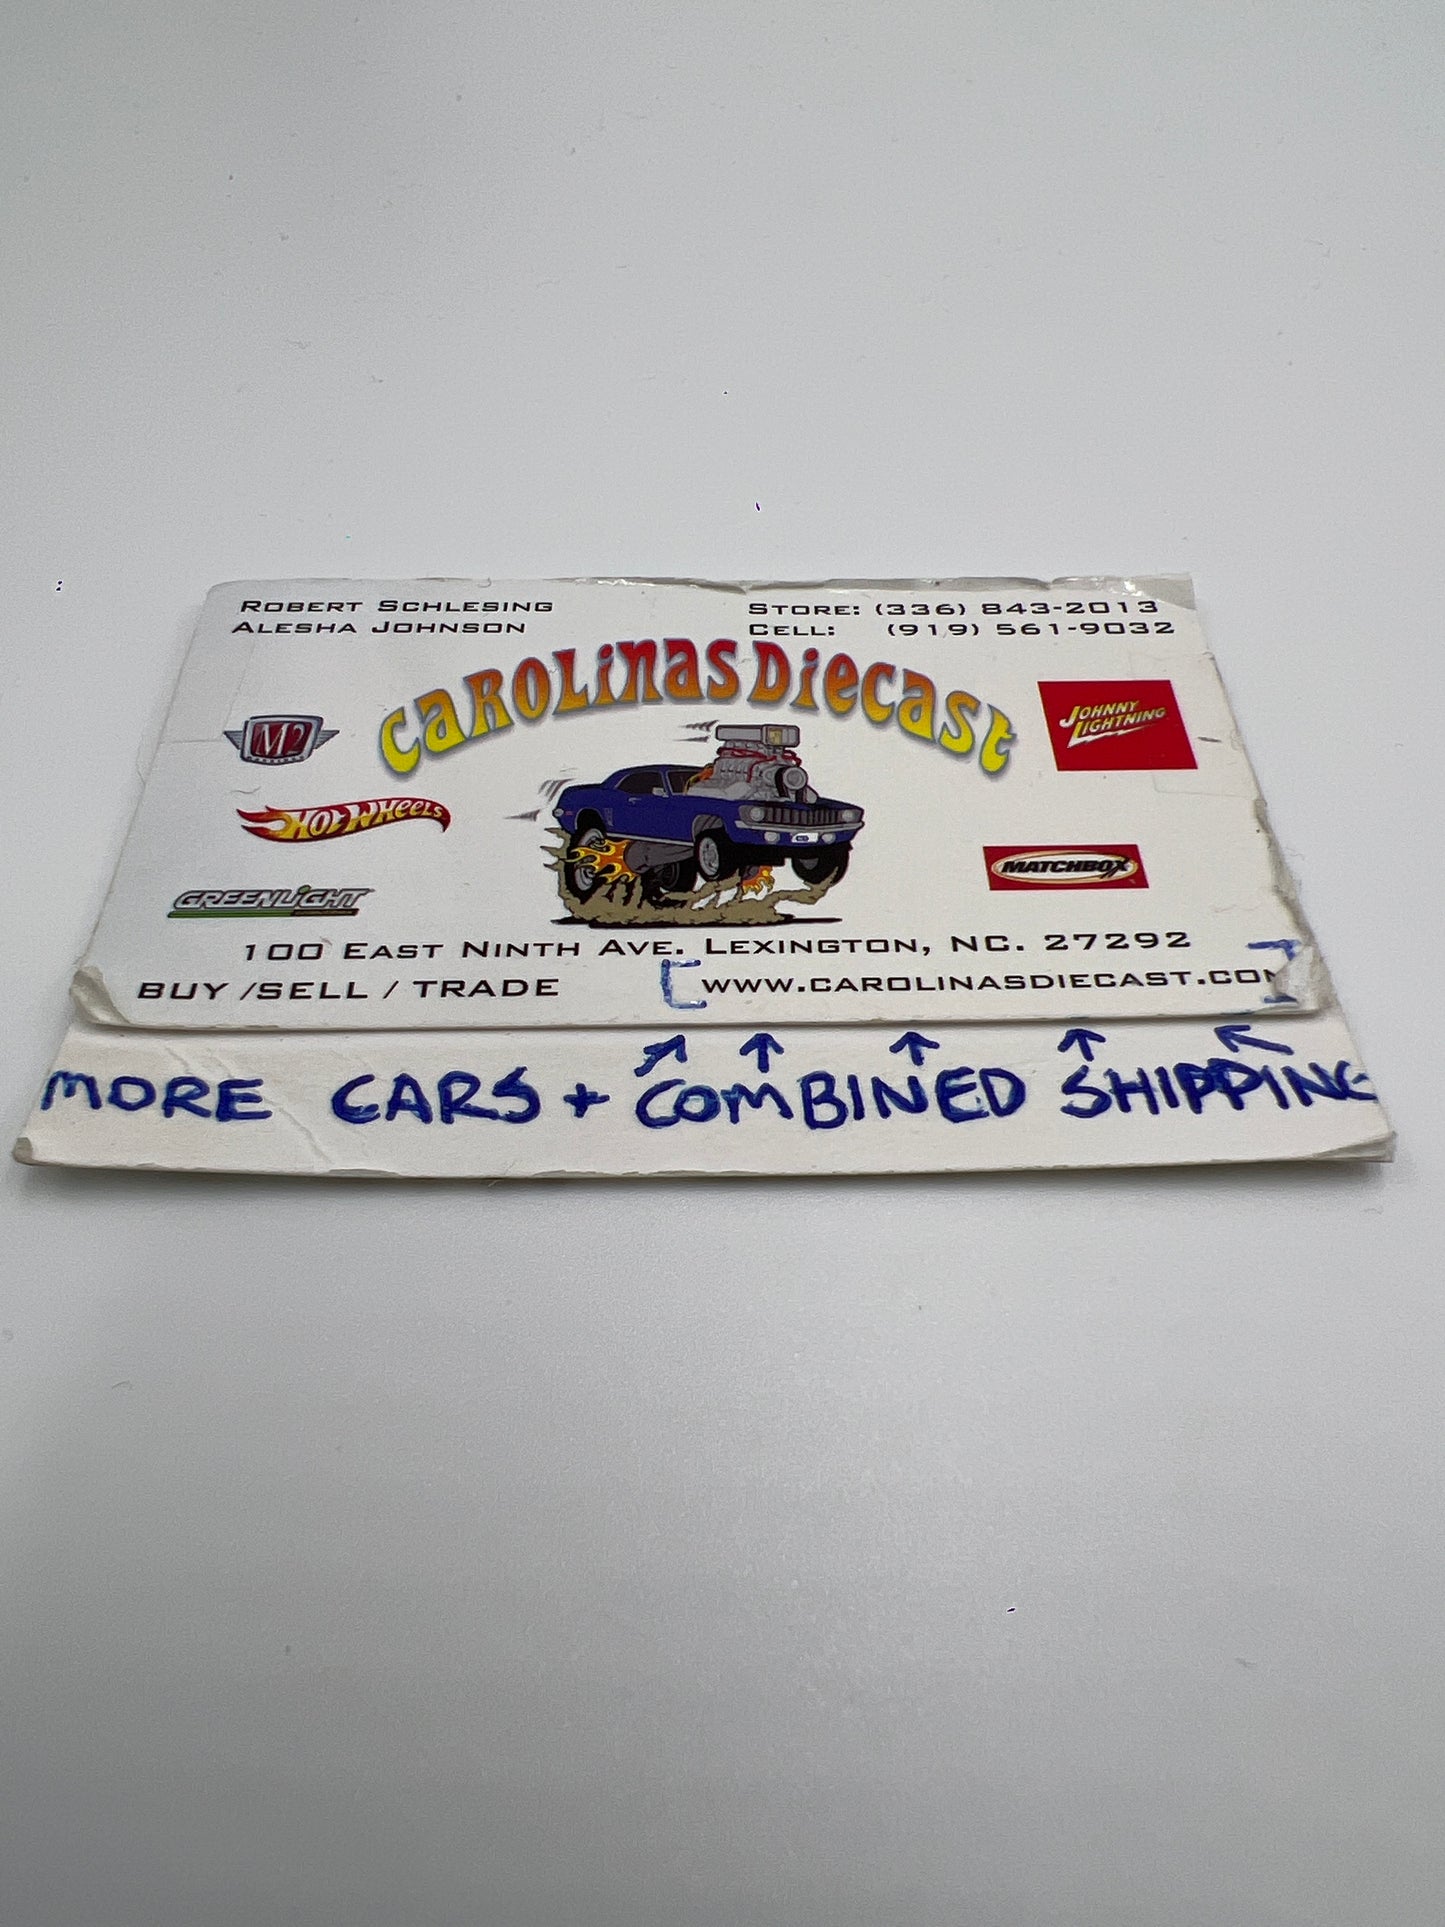 ROBERT SCHLESING
ALESHA JOHNSON
STORE: (336) 843-2013
CELL: (919) 561-9032
CAROLINAS DIECAST
M2
JOHNNY
LIGHTNING
HOT WHEELS
MATCHBOX
GREENLIGHT
100 EAST NINTH AVE. LEXINGTON, NC. 27292
BUY /SELL / TRADE
[WWW.CAROLINASDIECAST.COM]
MORE CARS + COMBINED SHIPPING